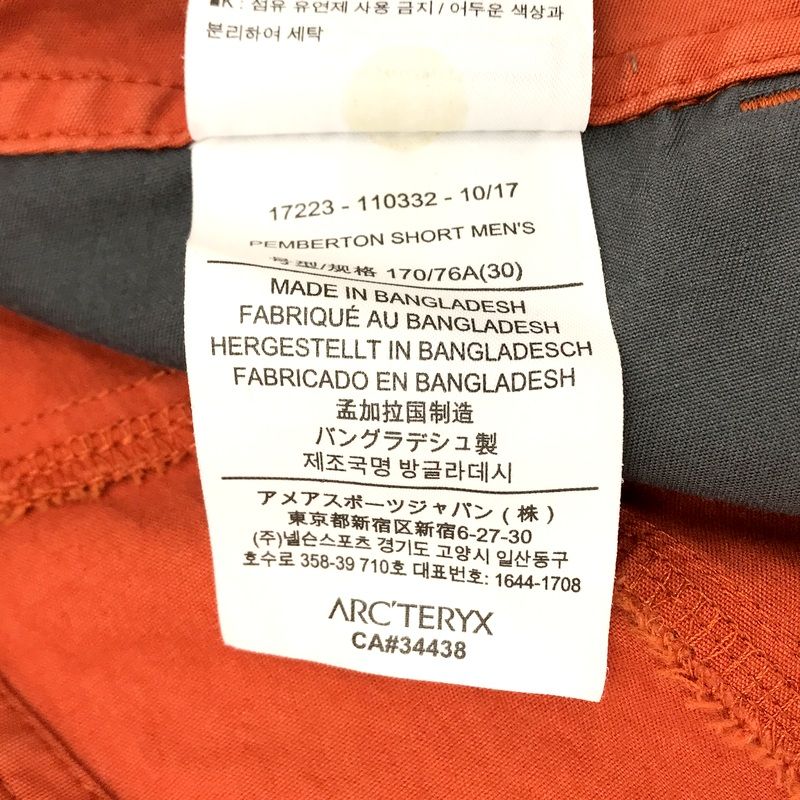 ■K : 섬유 유연제 사용 금지 / 어두운 색상과
분리하여 세탁
17223 - 110332 - 10/17
PEMBERTON SHORT MEN'S
号型/规格 170/76A(30)
MADE IN BANGLADESH
FABRIQUÉ AU BANGLADESH
HERGESTELLT IN BANGLADESCH
FABRICADO EN BANGLADESH
孟加拉国制造
バングラデシュ製
제조국명 방글라데시
アメアスポーツジャパン ( 株 )
東京都新宿区新宿6-27-30
(주)넬슨스포츠 경기도 고양시 일산동구
호수로 358-39 710호 대표번호: 1644-1708
ARC'TERYX
CA#34438